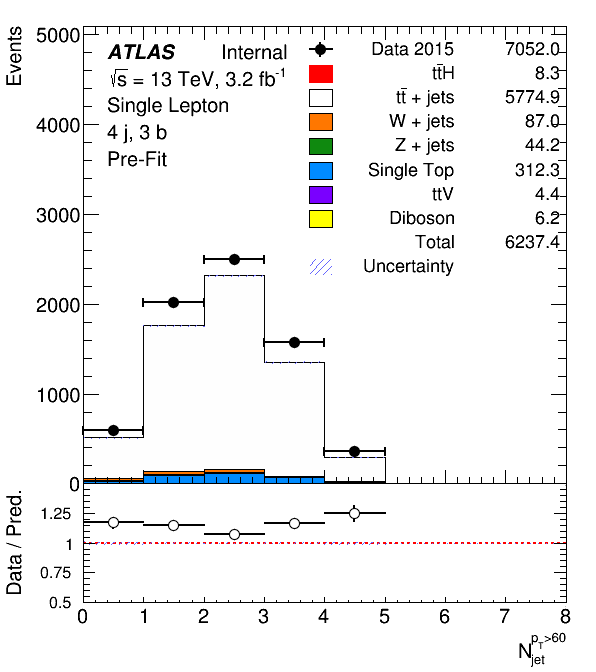 Events
5000
4000
3000
2000
1000
0
ATLAS Internal
√s = 13 TeV, 3.2 fb⁻¹
Single Lepton
4 j, 3 b
Pre-Fit
Data 2015 7052.0
tt̄H 8.3
tt̄ + jets 5774.9
W + jets 87.0
Z + jets 44.2
Single Top 312.3
ttV 4.4
Diboson 6.2
Total 6237.4
Uncertainty
Data / Pred.
1.25
1
0.75
0.5
0 1 2 3 4 5 6 7 8
N_jet^{p_T>60}